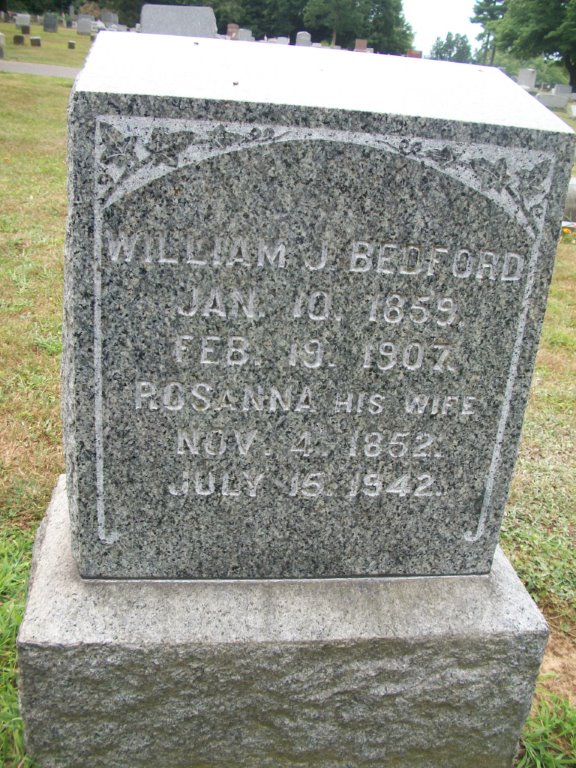 WILLIAM J. BEDFORD
JAN. 10. 1859.
FEB. 19. 1907.
ROSANNA HIS WIFE
NOV. 4. 1852.
JULY 15. 1942.